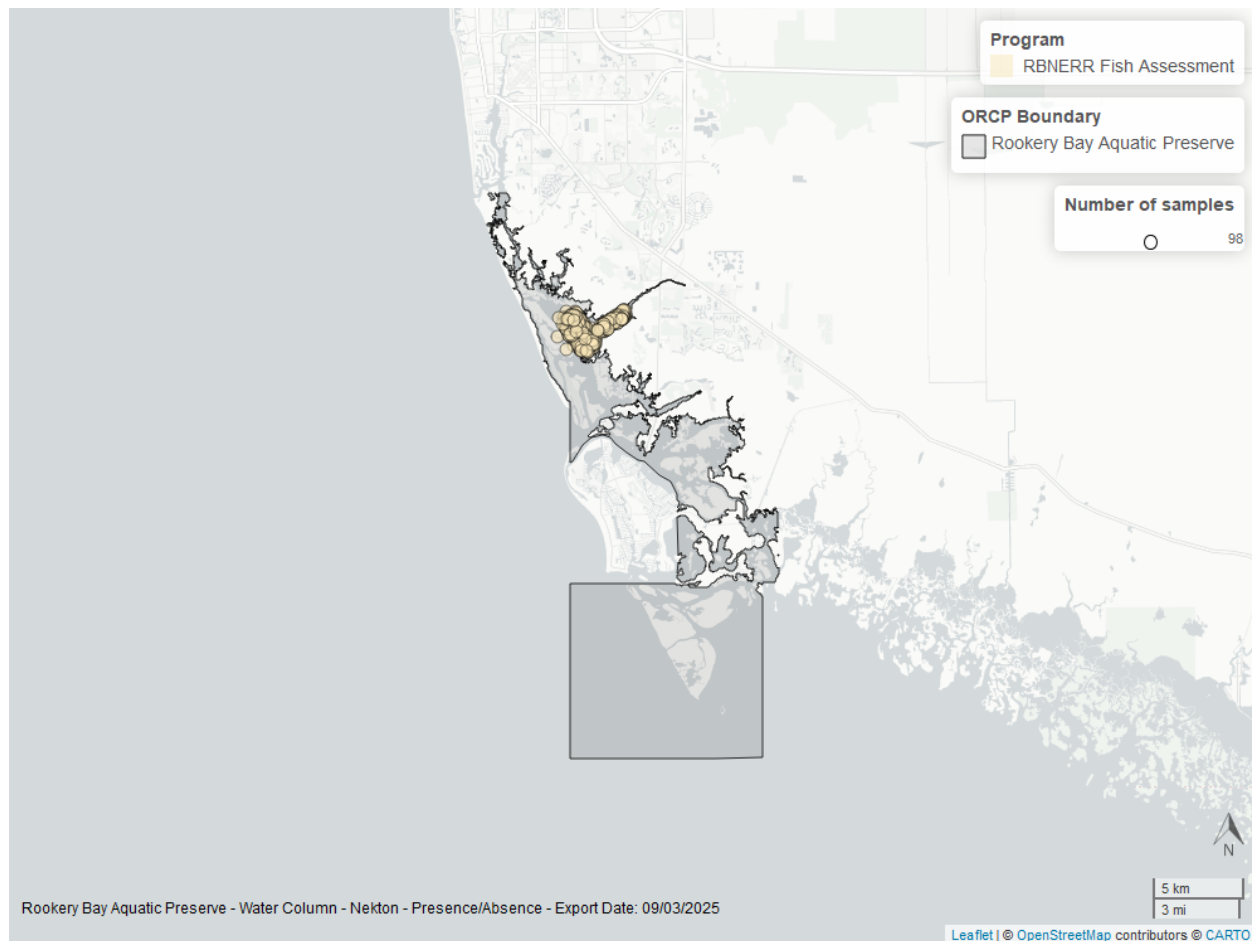 Program
RBNERR Fish Assessment
ORCP Boundary
Rookery Bay Aquatic Preserve
Number of samples
98
N
5 km
3 mi
Rookery Bay Aquatic Preserve - Water Column - Nekton - Presence/Absence - Export Date: 09/03/2025
Leaflet | © OpenStreetMap contributors © CARTO